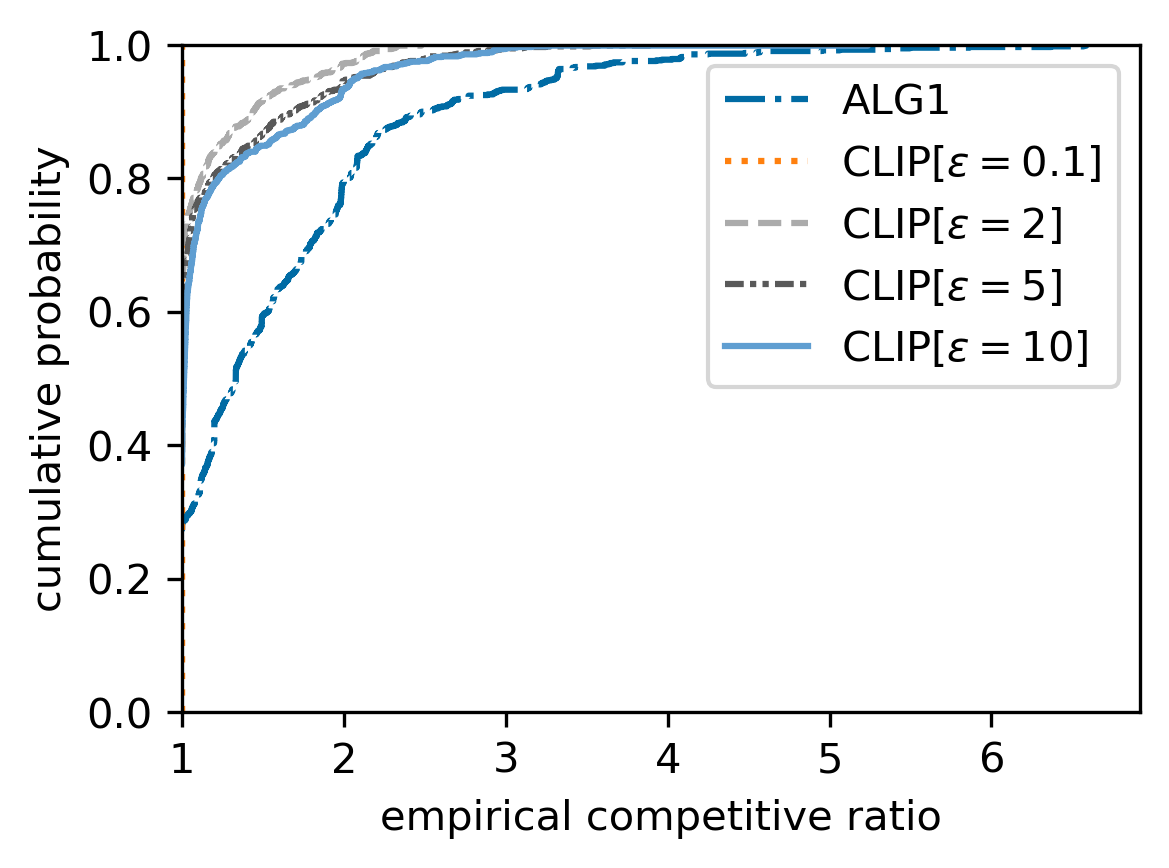 1.0
0.8
0.6
0.4
0.2
0.0
cumulative probability
ALG1
CLIP[ε = 0.1]
CLIP[ε = 2]
CLIP[ε = 5]
CLIP[ε = 10]
1 2 3 4 5 6
empirical competitive ratio